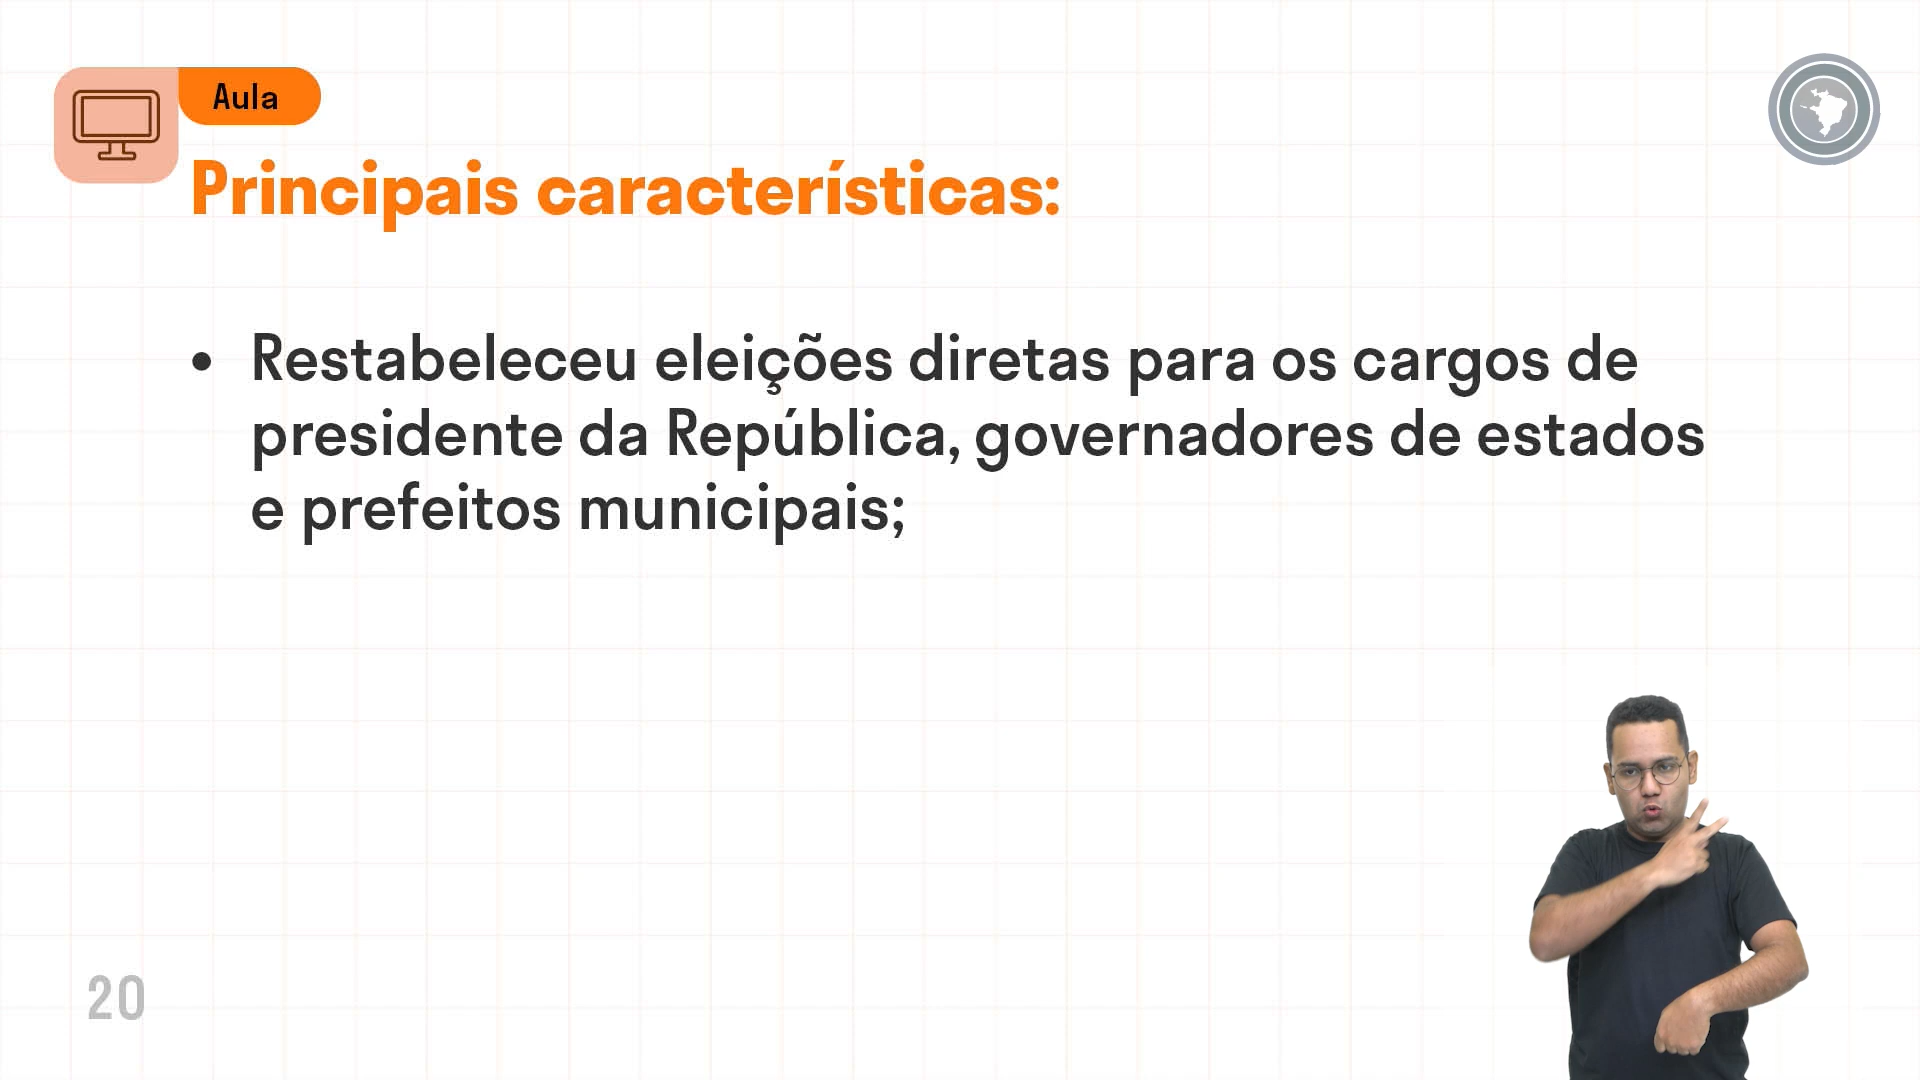 Aula
Principais características:
• Restabeleceu eleições diretas para os cargos de
presidente da República, governadores de estados
e prefeitos municipais;
20